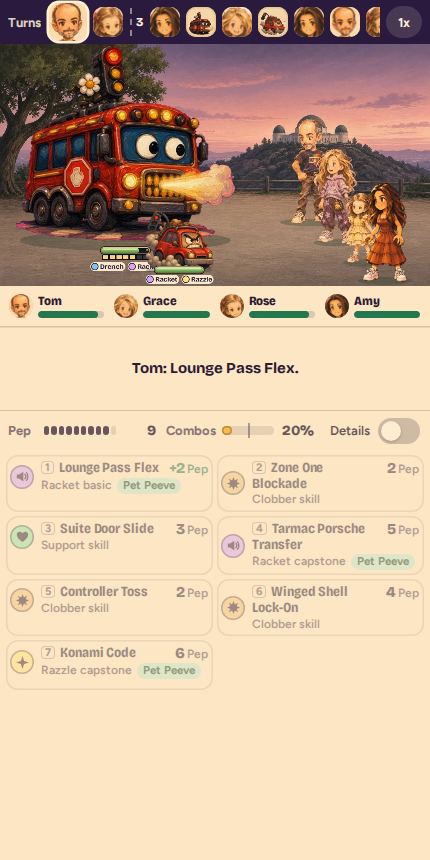 Turns
3
1x
Drench
Rack
Racket
Razzle
Tom
Grace
Rose
Amy
Tom: Lounge Pass Flex.
Pep
9
Combos
20%
Details
1 Lounge Pass Flex +2 Pep
Racket basic Pet Peeve
2 Zone One Blockade 2 Pep
Clobber skill
3 Suite Door Slide 3 Pep
Support skill
4 Tarmac Porsche Transfer 5 Pep
Racket capstone Pet Peeve
5 Controller Toss 2 Pep
Clobber skill
6 Winged Shell Lock-On 4 Pep
Clobber skill
7 Konami Code 6 Pep
Razzle capstone Pet Peeve